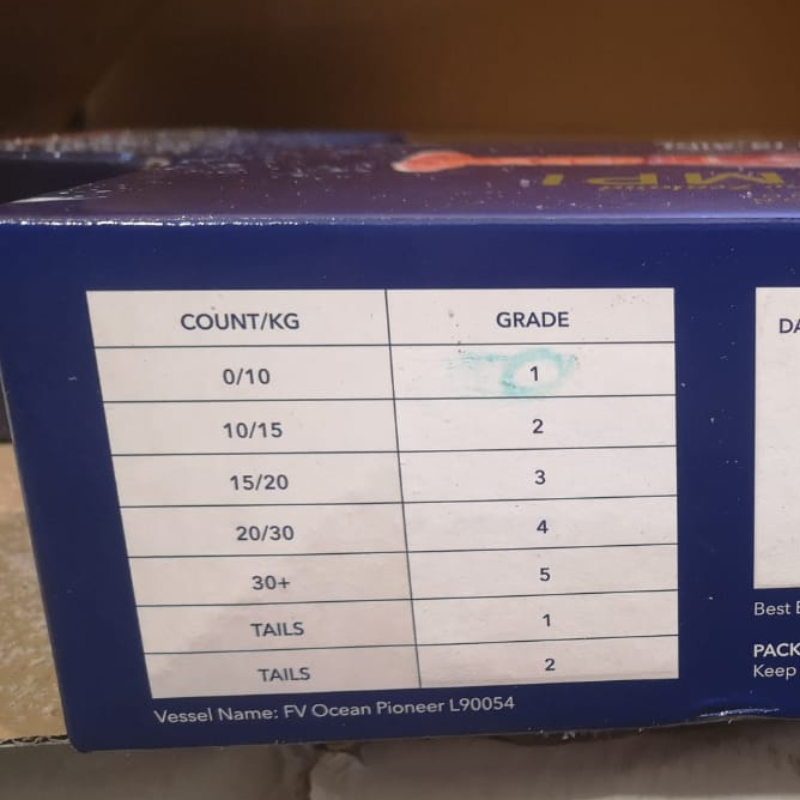 MPI
COUNT/KG GRADE
0/10 1
10/15 2
15/20 3
20/30 4
30+ 5
TAILS 1
TAILS 2
Vessel Name: FV Ocean Pioneer L90054
DA
Best
PACK
Keep